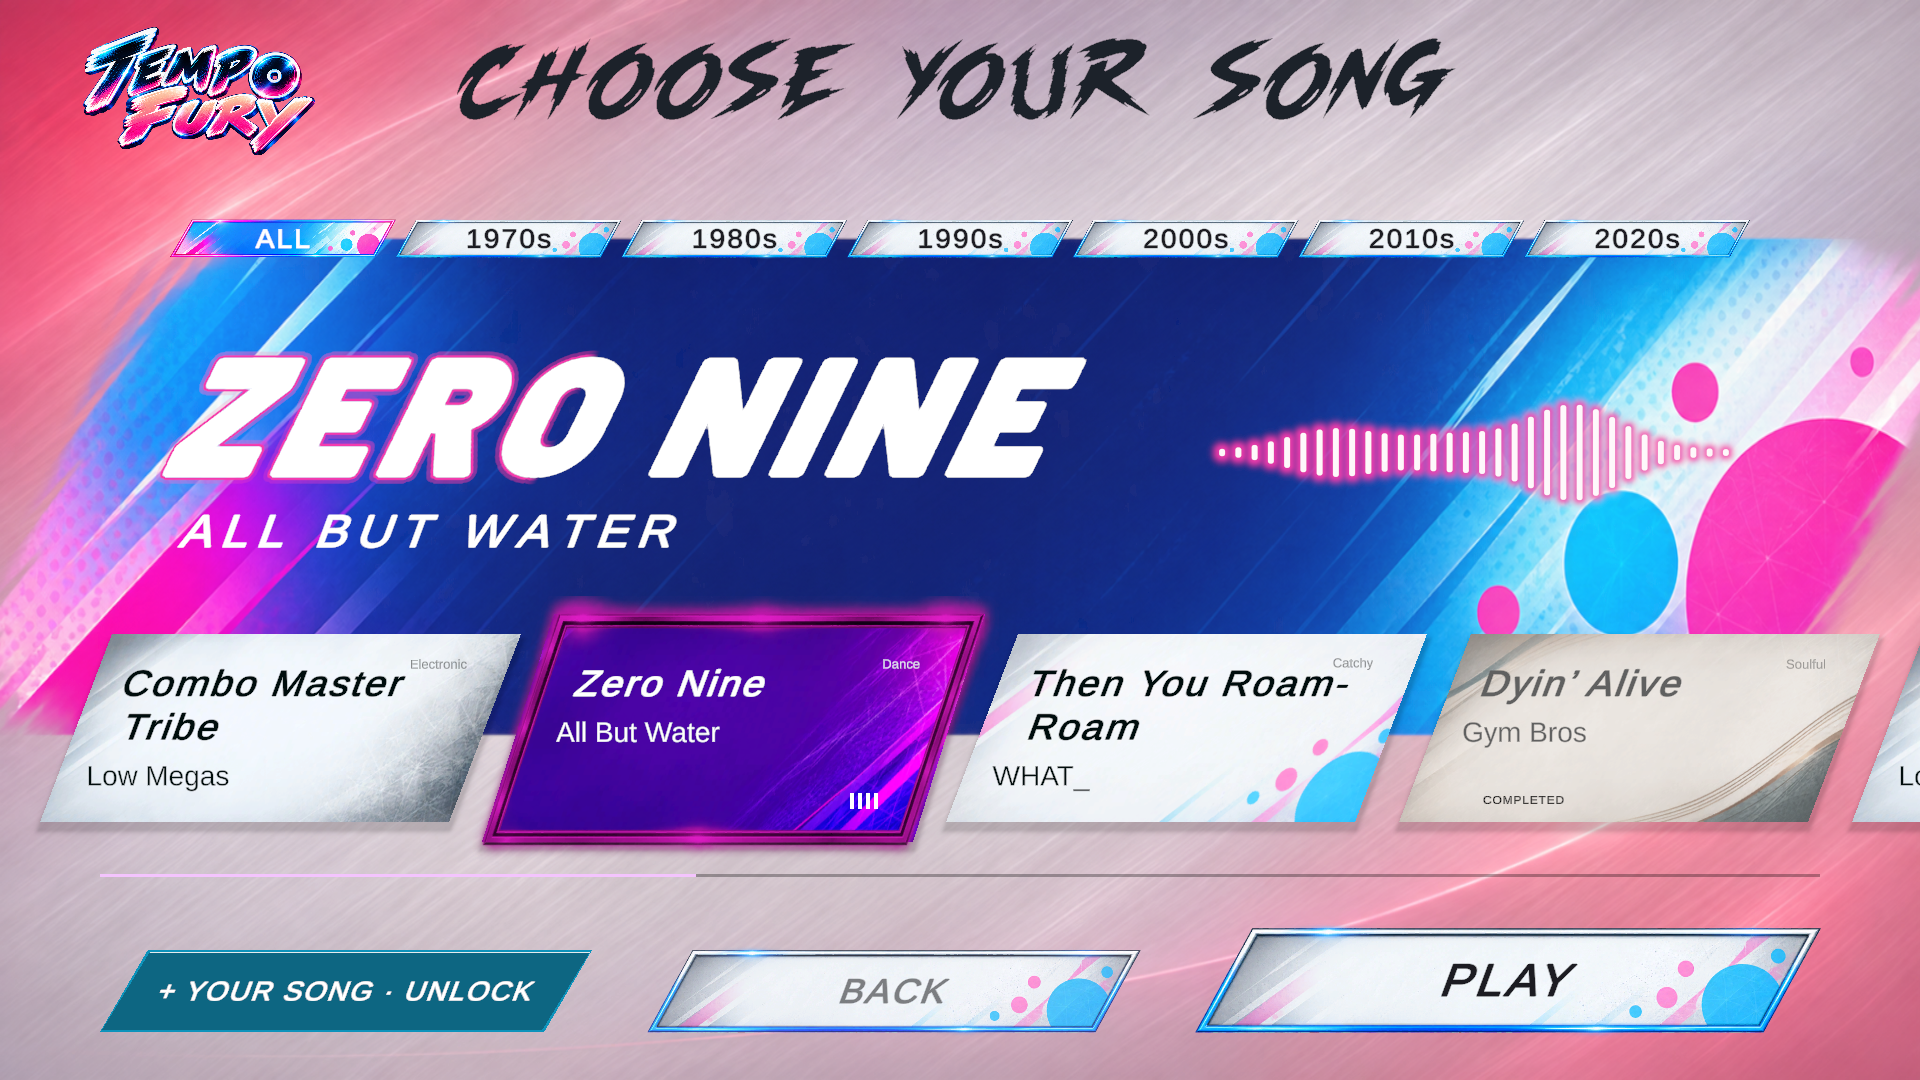 TEMPO
FURY
CHOOSE YOUR SONG
ALL
1970s
1980s
1990s
2000s
2010s
2020s
ZERO NINE
ALL BUT WATER
Combo Master
Tribe
Electronic
Low Megas
Zero Nine
Dance
All But Water
Then You Roam-
Roam
Catchy
WHAT_
Dyin’ Alive
Soulful
Gym Bros
COMPLETED
+ YOUR SONG · UNLOCK
BACK
PLAY